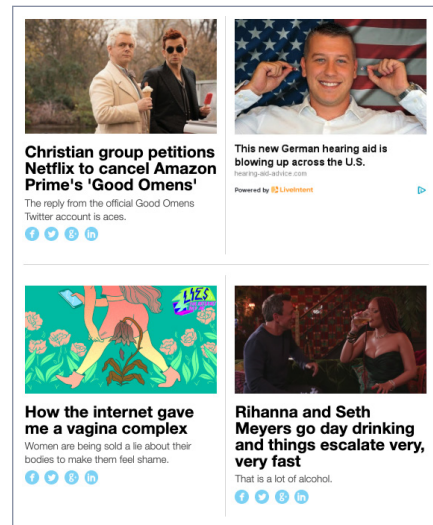 Christian group petitions
Netflix to cancel Amazon
Prime's 'Good Omens'
The reply from the official Good Omens
Twitter account is aces.
This new German hearing aid is
blowing up across the U.S.
hearing-aid-advice.com
Powered by LiveIntent
LIES
How the internet gave
me a vagina complex
Women are being sold a lie about their
bodies to make them feel shame.
Rihanna and Seth
Meyers go day drinking
and things escalate very,
very fast
That is a lot of alcohol.